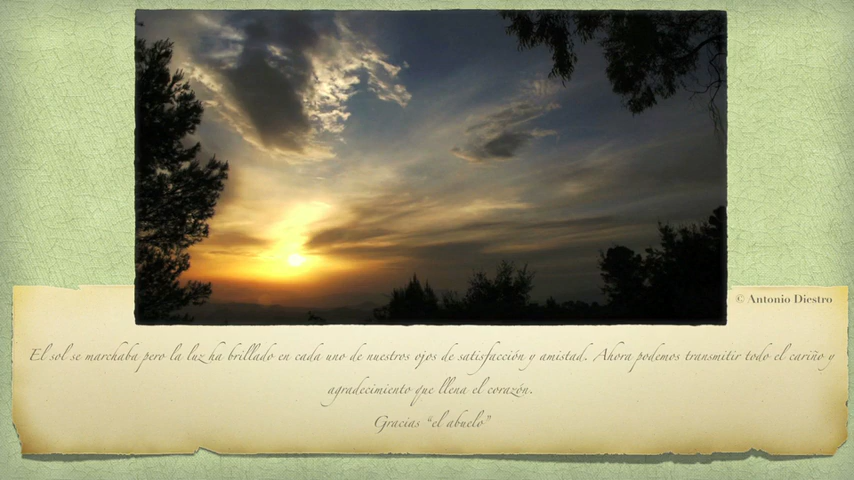 © Antonio Diestro
El sol se marchaba pero la luz ha brillado en cada uno de nuestros ojos de satisfacción y amistad. Ahora podemos transmitir todo el cariño y
agradecimiento que llena el corazón.
Gracias “el abuelo”